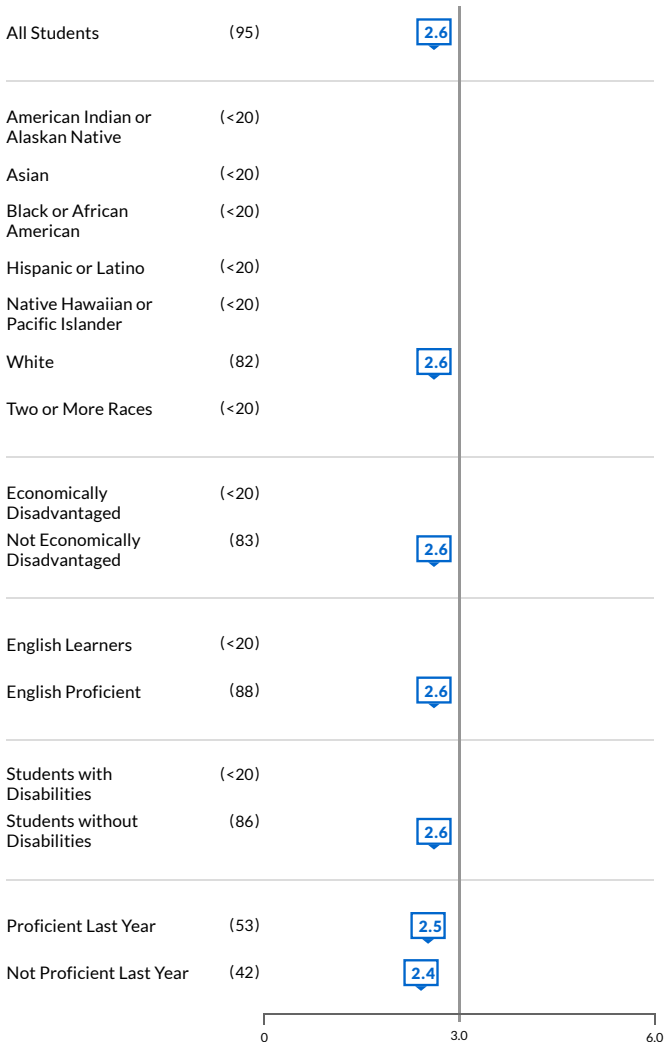 All Students (95) 2.6
American Indian or (<20)
Alaskan Native
Asian (<20)
Black or African (<20)
American
Hispanic or Latino (<20)
Native Hawaiian or (<20)
Pacific Islander
White (82) 2.6
Two or More Races (<20)
Economically (<20)
Disadvantaged
Not Economically (83) 2.6
Disadvantaged
English Learners (<20)
English Proficient (88) 2.6
Students with (<20)
Disabilities
Students without (86) 2.6
Disabilities
Proficient Last Year (53) 2.5
Not Proficient Last Year (42) 2.4
0 3.0 6.0